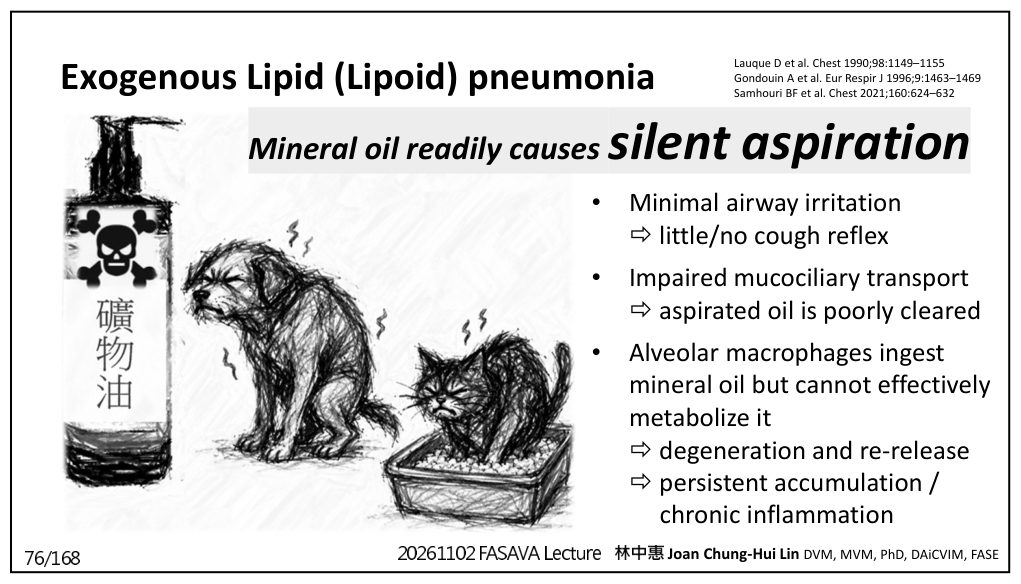 Exogenous Lipid (Lipoid) pneumonia
Lauque D et al. Chest 1990;98:1149–1155
Gondouin A et al. Eur Respir J 1996;9:1463–1469
Samhouri BF et al. Chest 2021;160:624–632
Mineral oil readily causes silent aspiration
礦
物
油
• Minimal airway irritation
⇨ little/no cough reflex
• Impaired mucociliary transport
⇨ aspirated oil is poorly cleared
• Alveolar macrophages ingest
mineral oil but cannot effectively
metabolize it
⇨ degeneration and re-release
⇨ persistent accumulation /
chronic inflammation
76/168
20261102 FASAVA Lecture 林中惠 Joan Chung-Hui Lin DVM, MVM, PhD, DAiCVIM, FASE